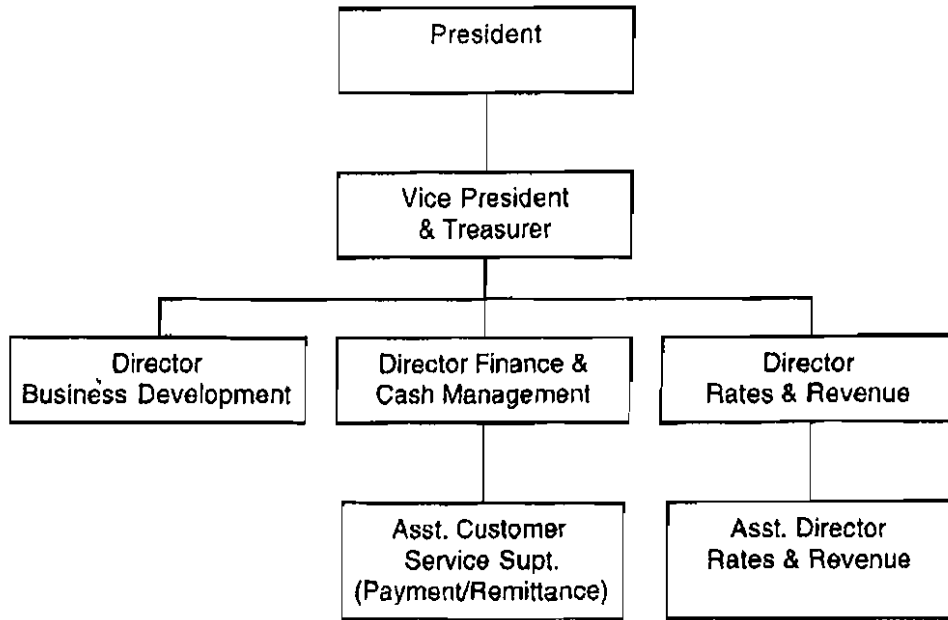 President
Vice President
& Treasurer
Director
Business Development
Director Finance &
Cash Management
Director
Rates & Revenue
Asst. Customer
Service Supt.
(Payment/Remittance)
Asst. Director
Rates & Revenue